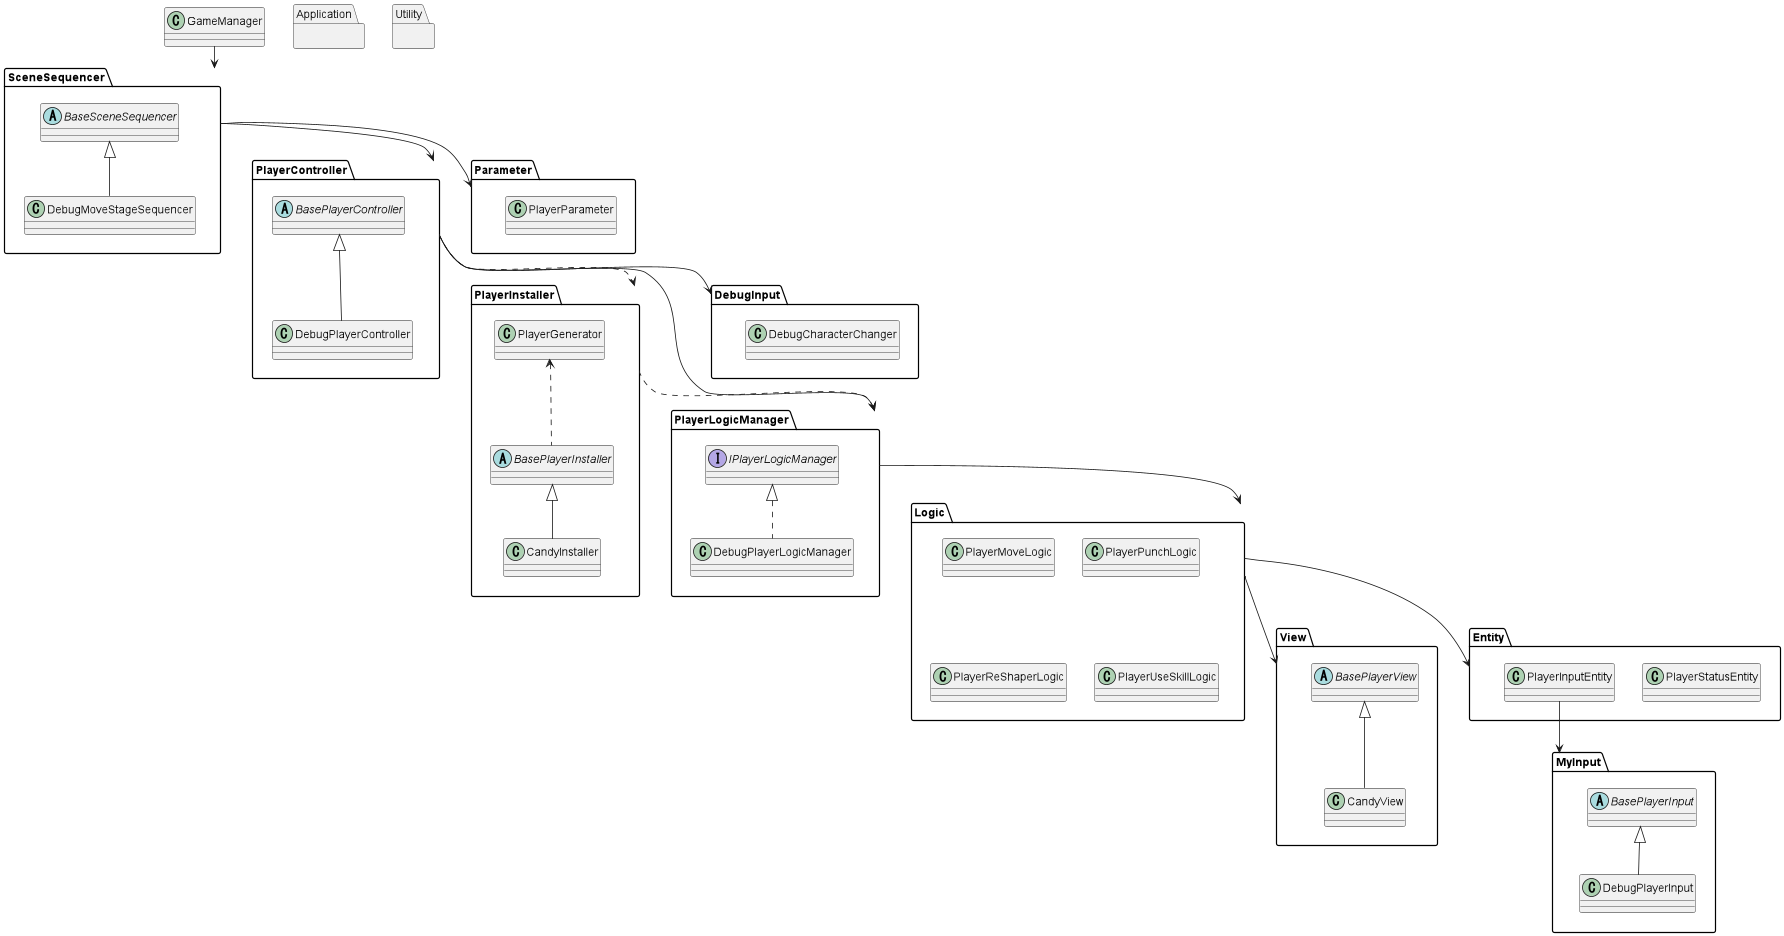 C GameManager
Application
Utility
SceneSequencer
A BaseSceneSequencer
C DebugMoveStageSequencer
PlayerController
A BasePlayerController
C DebugPlayerController
Parameter
C PlayerParameter
PlayerInstaller
C PlayerGenerator
A BasePlayerInstaller
C CandyInstaller
DebugInput
C DebugCharacterChanger
PlayerLogicManager
I IPlayerLogicManager
C DebugPlayerLogicManager
Logic
C PlayerMoveLogic
C PlayerPunchLogic
C PlayerReShaperLogic
C PlayerUseSkillLogic
View
A BasePlayerView
C CandyView
Entity
C PlayerInputEntity
C PlayerStatusEntity
MyInput
A BasePlayerInput
C DebugPlayerInput